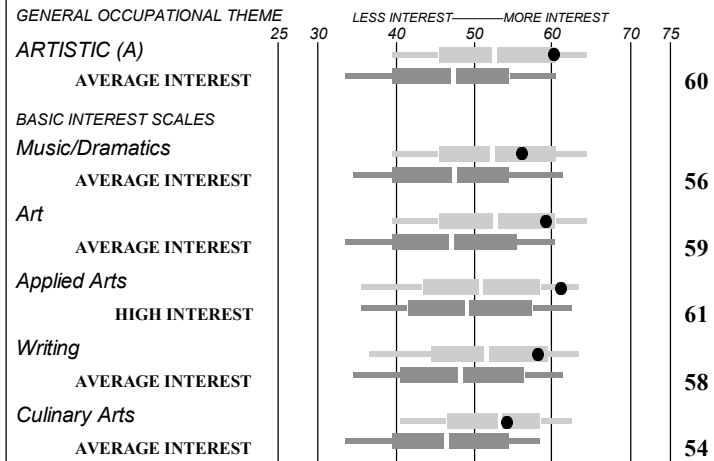 GENERAL OCCUPATIONAL THEME LESS INTEREST———MORE INTEREST
25 30 40 50 60 70 75
ARTISTIC (A)
AVERAGE INTEREST 60
BASIC INTEREST SCALES
Music/Dramatics
AVERAGE INTEREST 56
Art
AVERAGE INTEREST 59
Applied Arts
HIGH INTEREST 61
Writing
AVERAGE INTEREST 58
Culinary Arts
AVERAGE INTEREST 54